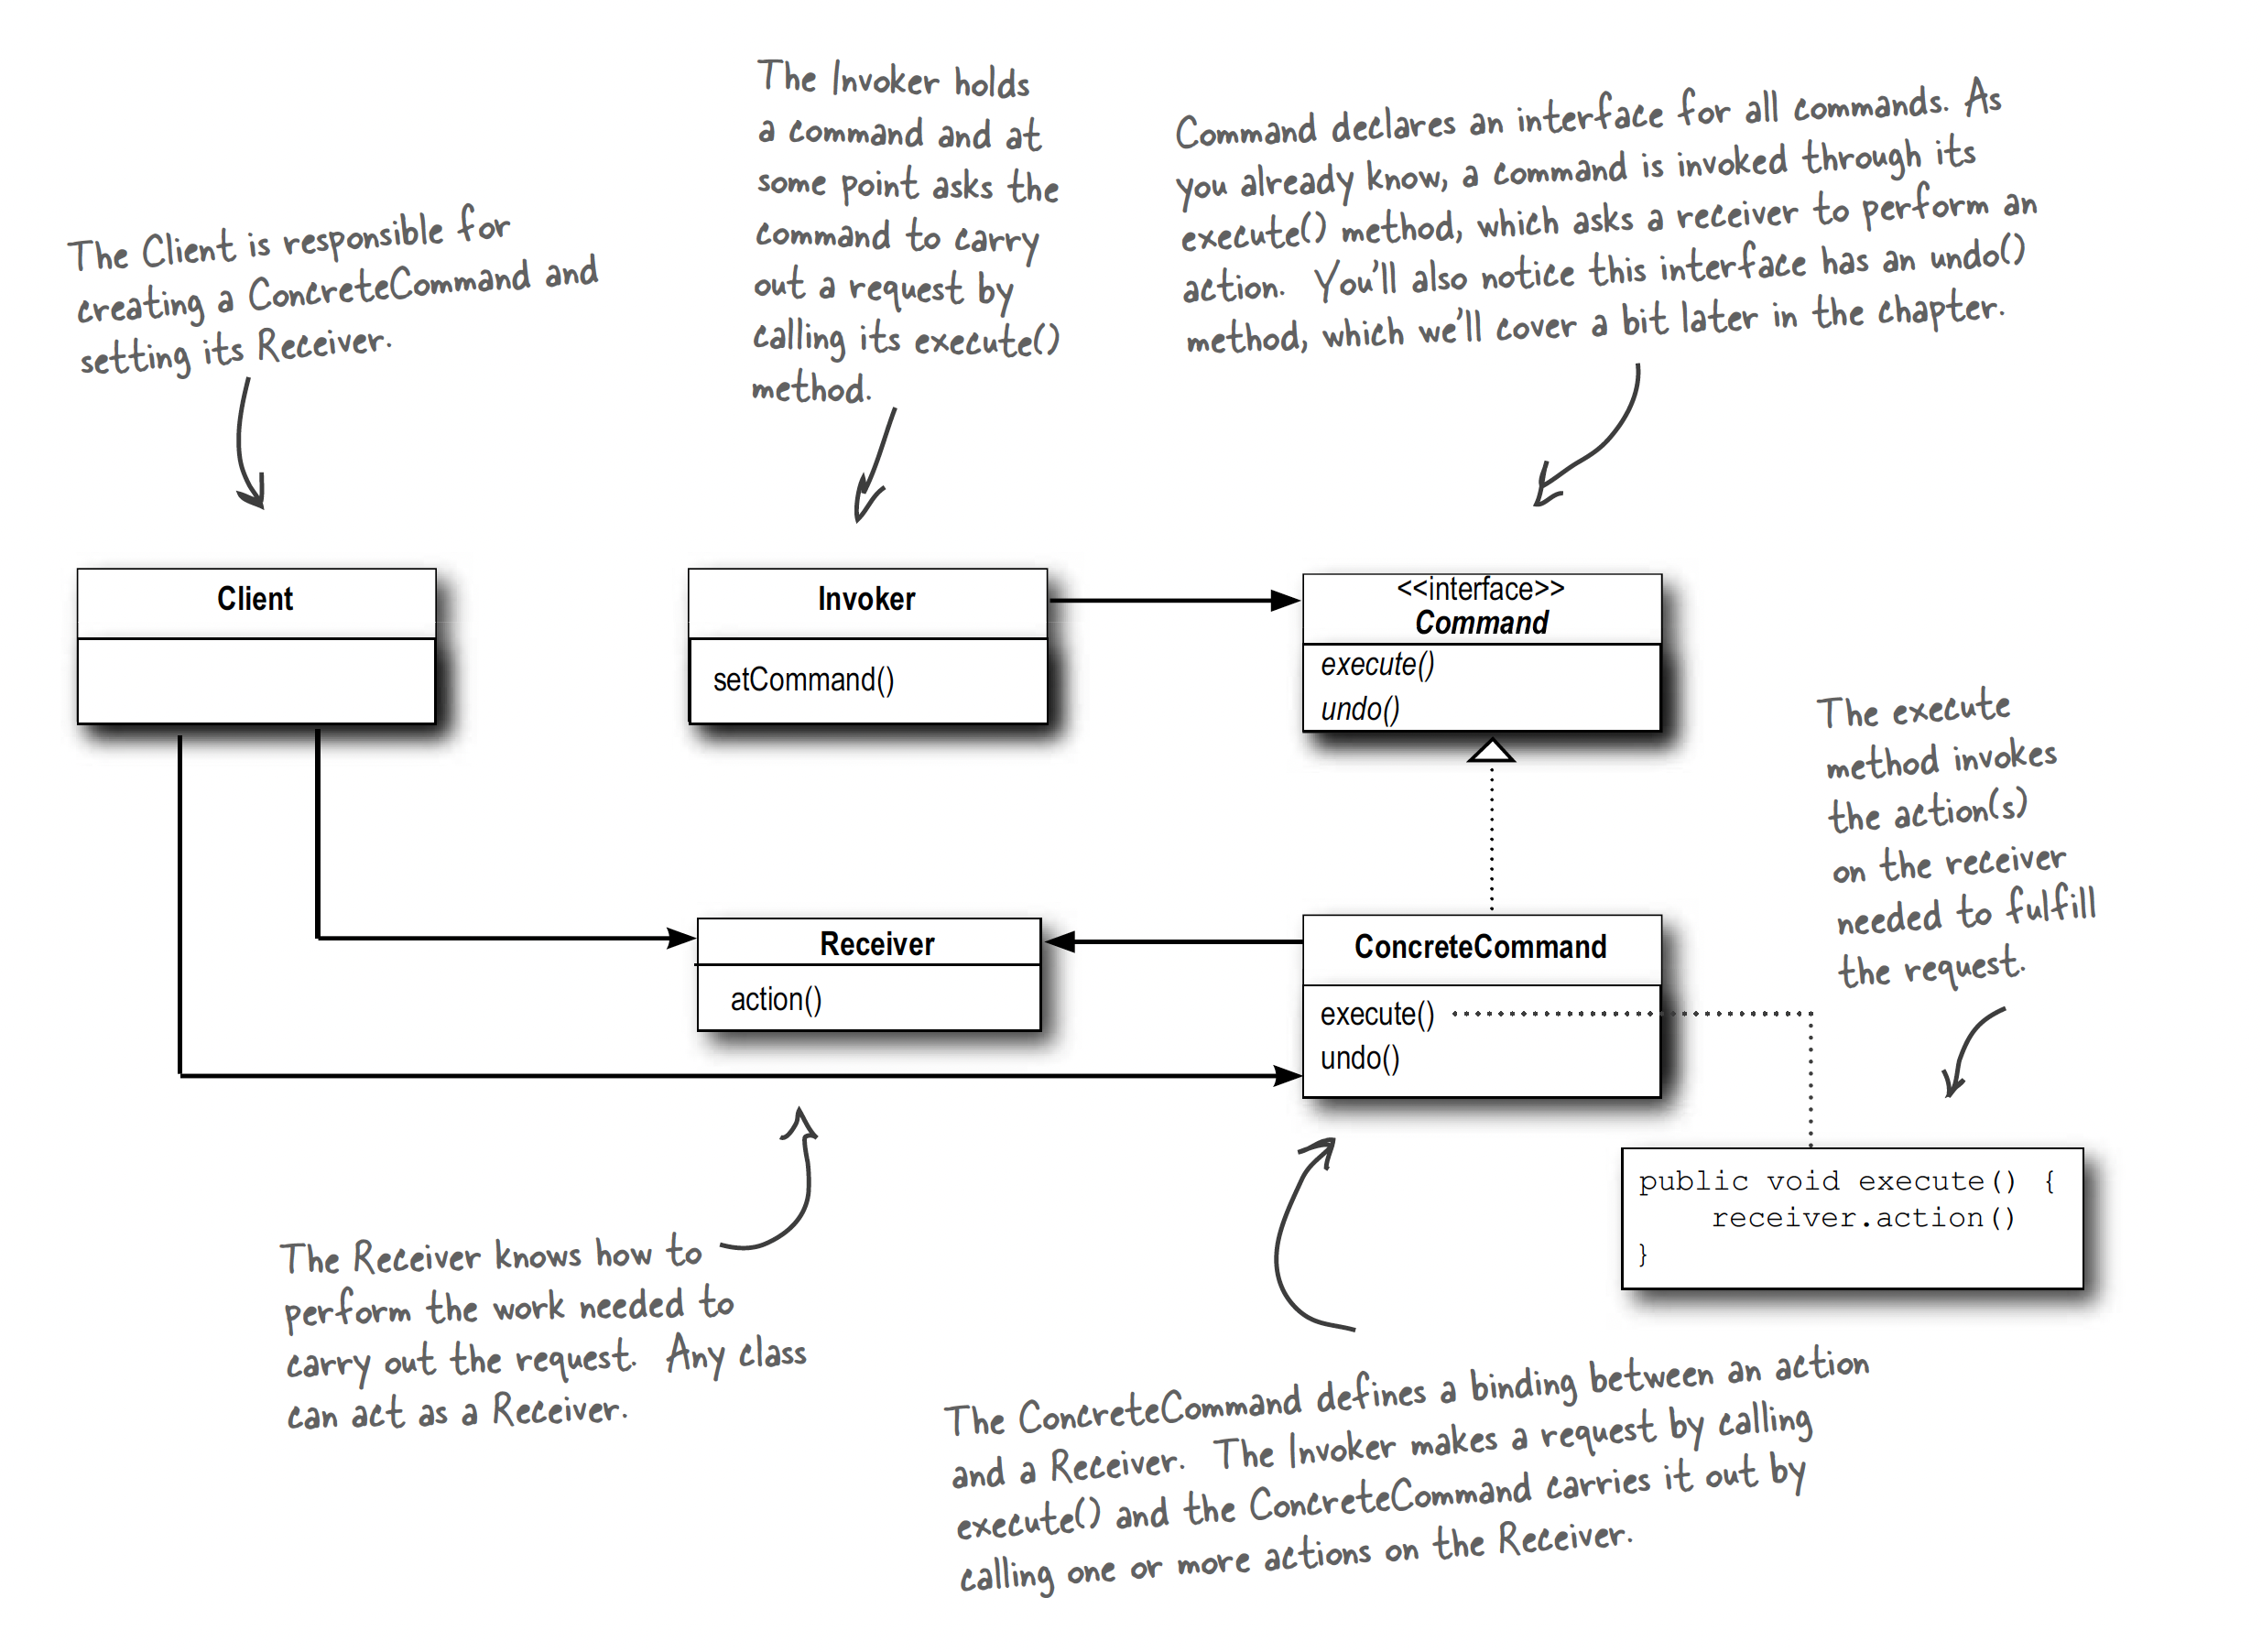 The Client is responsible for
creating a ConcreteCommand and
setting its Receiver.
The Invoker holds
a command and at
some point asks the
command to carry
out a request by
calling its execute()
method.
Command declares an interface for all commands. As
you already know, a command is invoked through its
execute() method, which asks a receiver to perform an
action. You'll also notice this interface has an undo()
method, which we'll cover a bit later in the chapter.
Client
Invoker
setCommand()
<<interface>>
Command
execute()
undo()
The execute
method invokes
the action(s)
on the receiver
needed to fulfill
the request.
Receiver
action()
ConcreteCommand
execute()
undo()
public void execute() {
receiver.action()
}
The Receiver knows how to
perform the work needed to
carry out the request. Any class
can act as a Receiver.
The ConcreteCommand defines a binding between an action
and a Receiver. The Invoker makes a request by calling
execute() and the ConcreteCommand carries it out by
calling one or more actions on the Receiver.